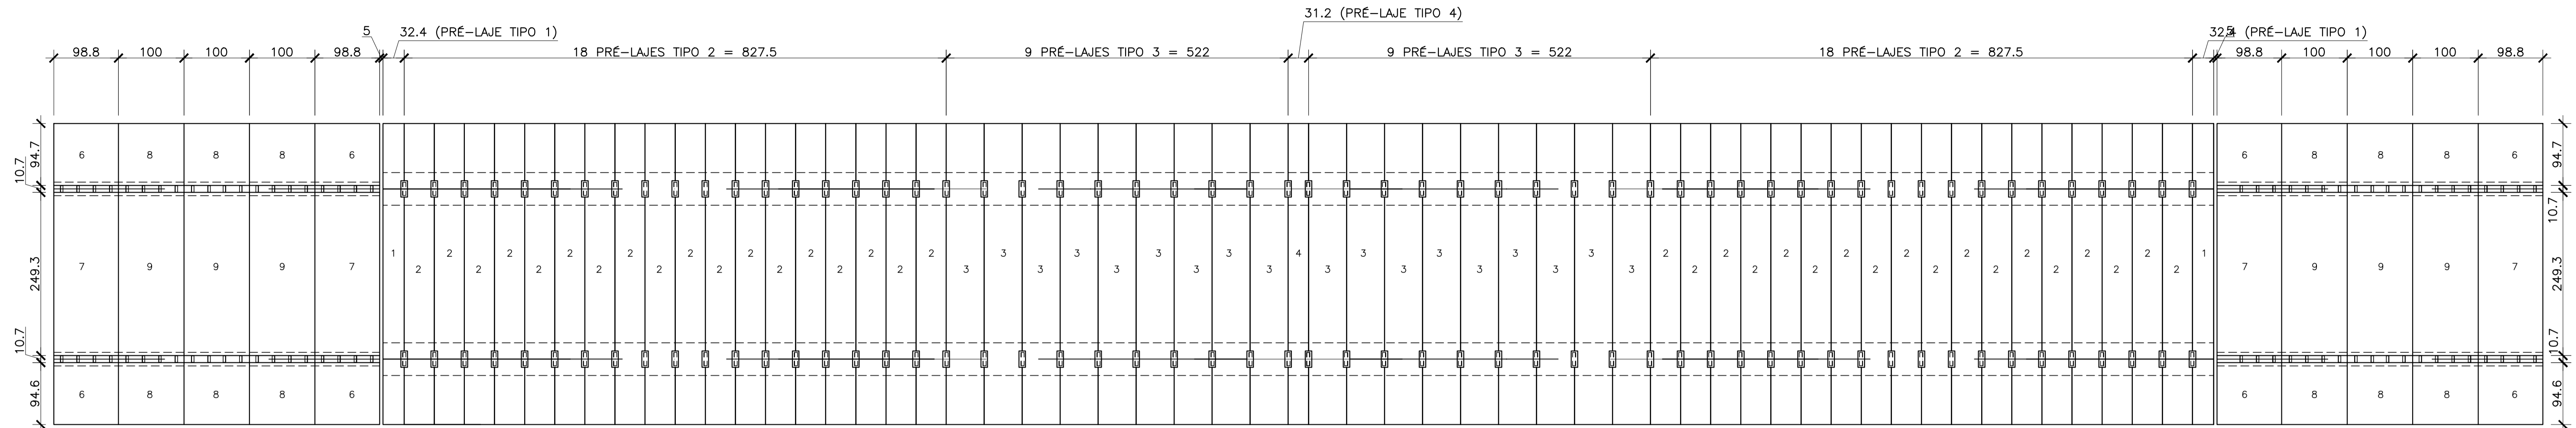 31.2 (PRÉ-LAJE TIPO 4)
5 32.4 (PRÉ-LAJE TIPO 1) 32.4 (PRÉ-LAJE TIPO 1) 5
98.8 100 100 100 98.8 18 PRÉ-LAJES TIPO 2 = 827.5 9 PRÉ-LAJES TIPO 3 = 522 9 PRÉ-LAJES TIPO 3 = 522 18 PRÉ-LAJES TIPO 2 = 827.5 98.8 100 100 100 98.8
94.7 6 8 8 8 6 6 8 8 8 6 94.7
10.7 10.7
1 2 2 2 2 2 2 2 2 2 3 3 3 3 4 3 3 3 3 2 2 2 2 2 2 2 2 2 1
249.3 7 9 9 9 7 7 9 9 9 7 249.3
2 2 2 2 2 2 2 2 2 3 3 3 3 3 3 3 3 3 3 2 2 2 2 2 2 2 2 2
10.7 10.7
94.6 6 8 8 8 6 6 8 8 8 6 94.6